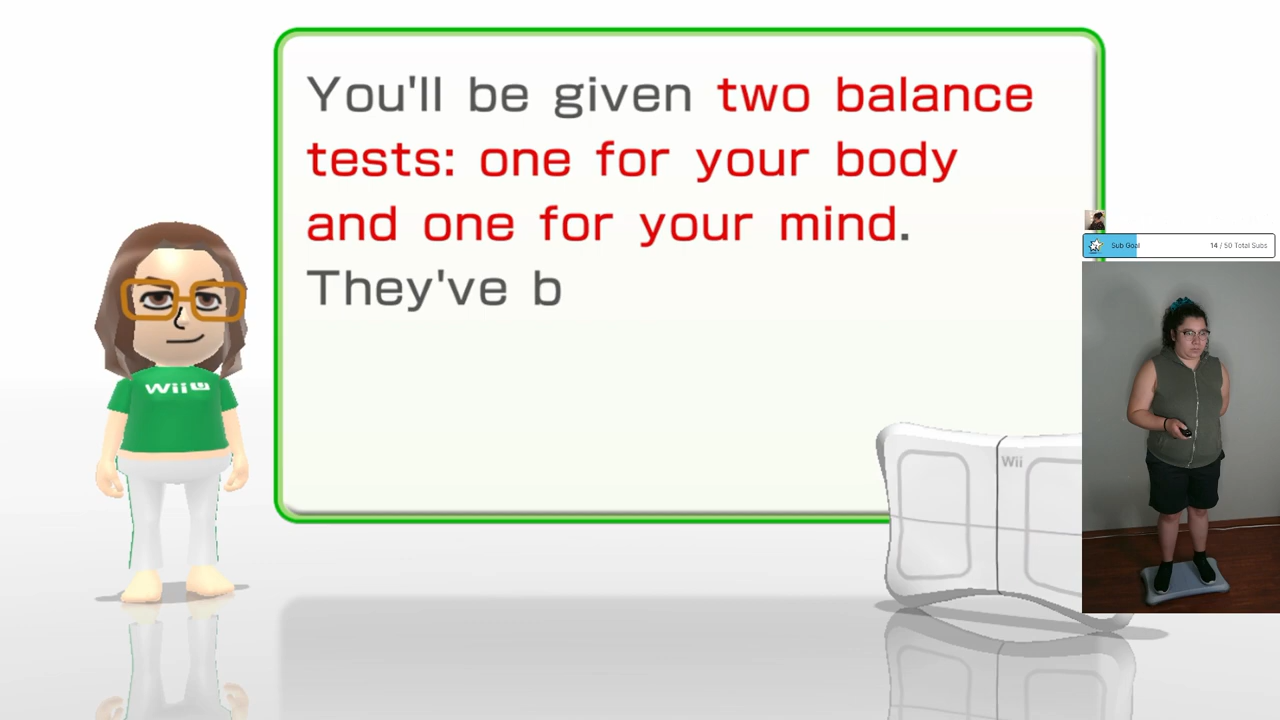 You'll be given two balance
tests: one for your body
and one for your mind.
They've b
Wii U
Wii
Sub Goal
14 / 50 Total Subs